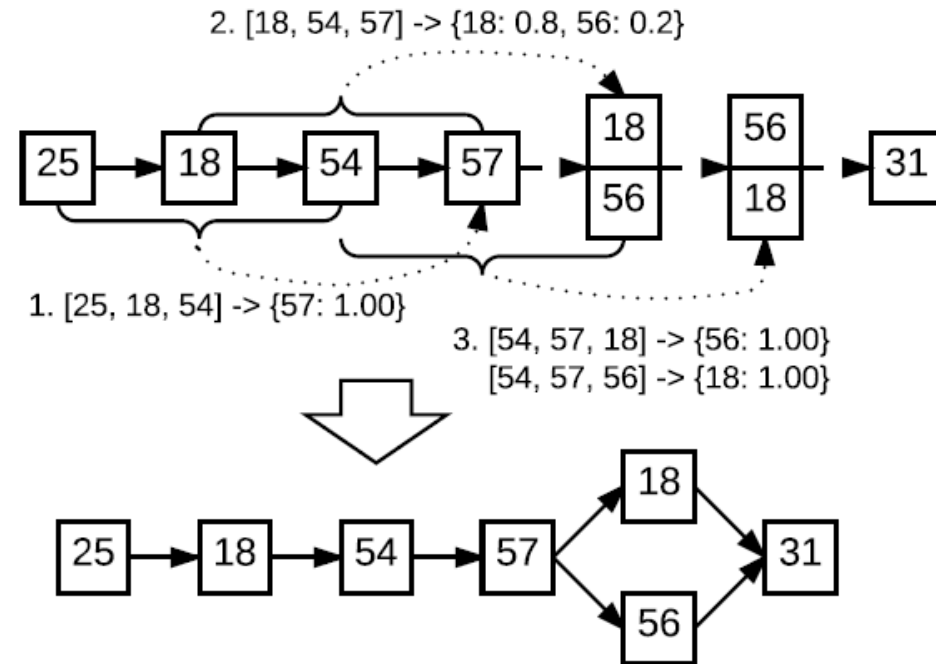 2. [18, 54, 57] -> {18: 0.8, 56: 0.2}
25 18 54 57 18 56 31
56 18
1. [25, 18, 54] -> {57: 1.00}
3. [54, 57, 18] -> {56: 1.00}
[54, 57, 56] -> {18: 1.00}
18
25 18 54 57 31
56